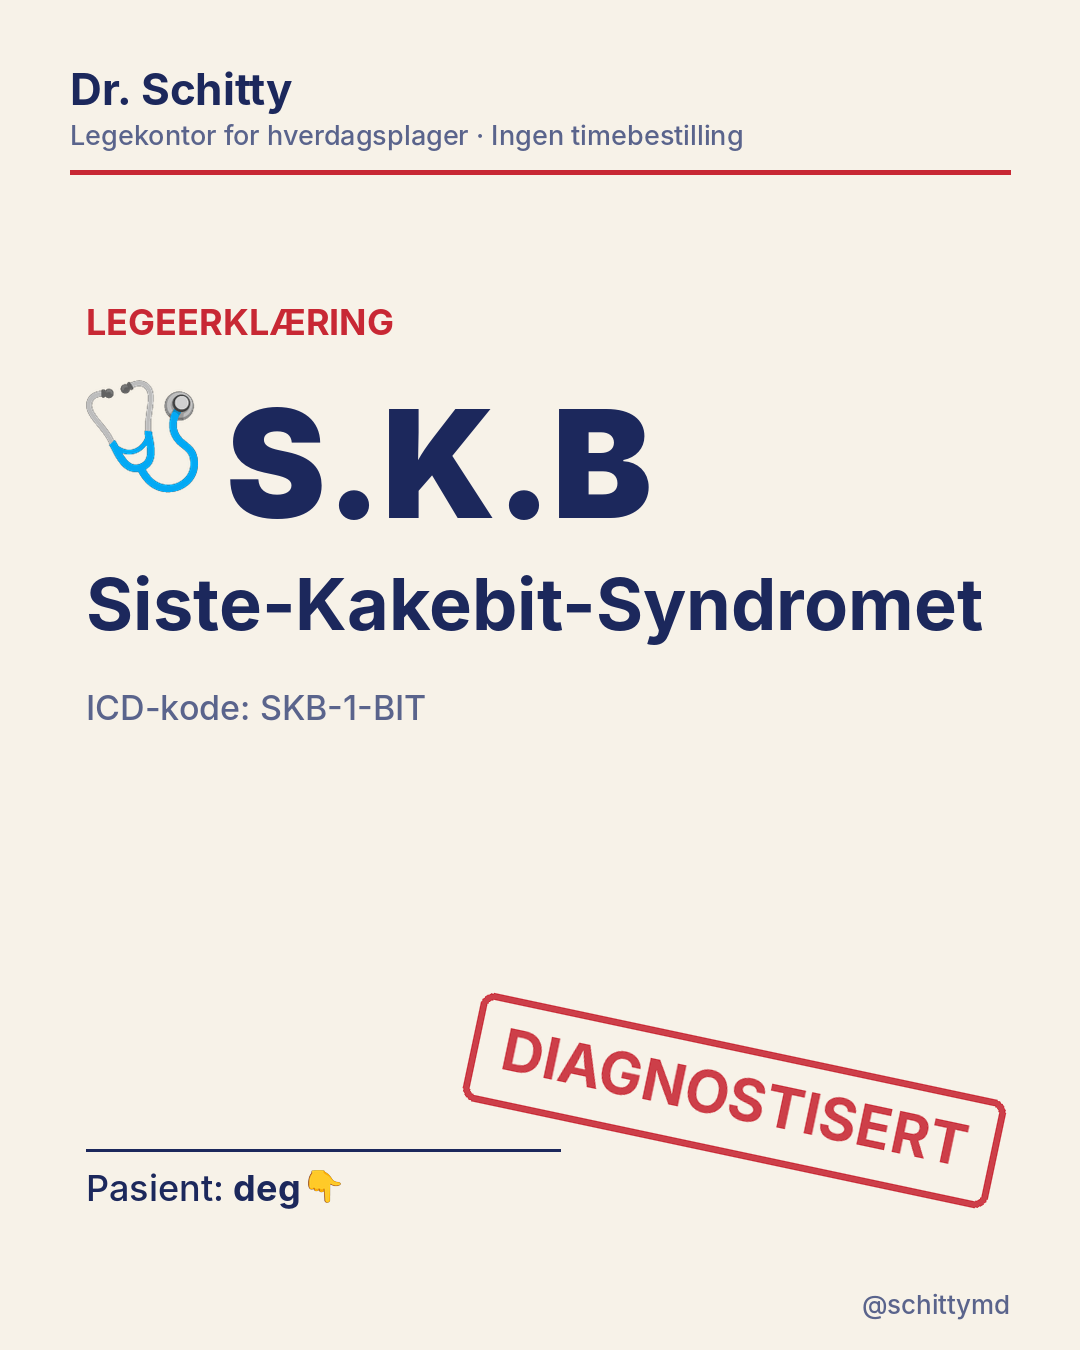 Dr. Schitty
Legekontor for hverdagsplager · Ingen timebestilling
LEGEERKLÆRING
🩺 S.K.B
Siste-Kakebit-Syndromet
ICD-kode: SKB-1-BIT
DIAGNOSTISERT
Pasient: deg👇
@schittymd